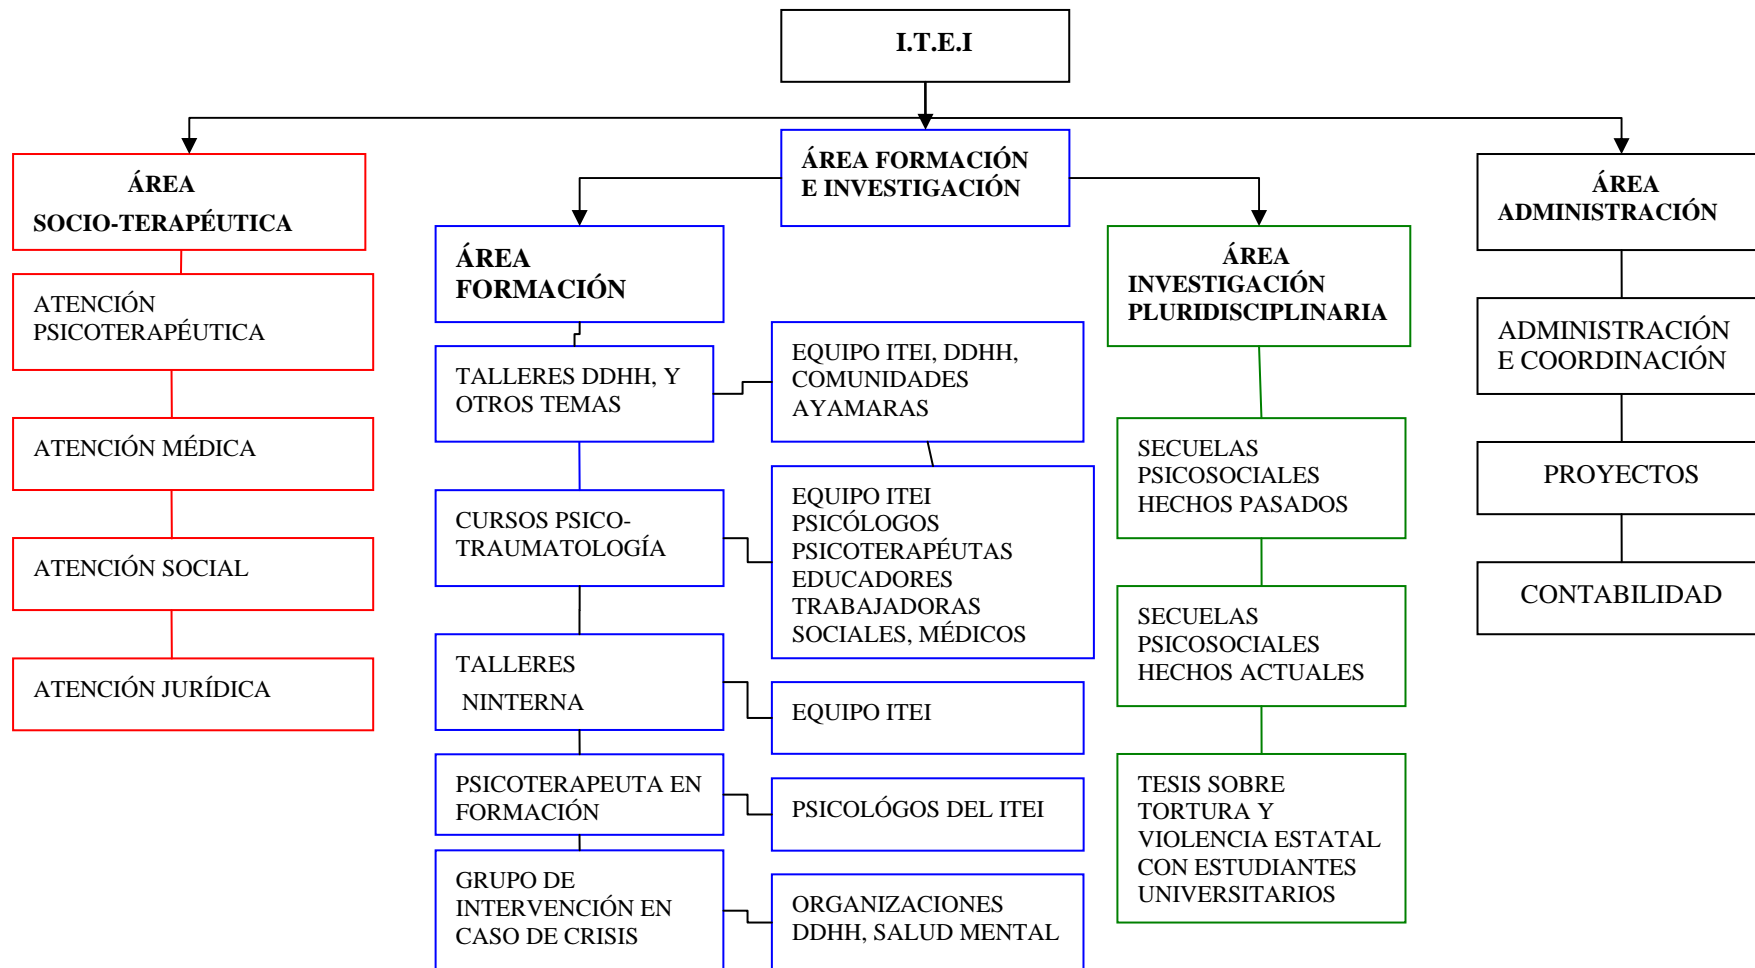 I.T.E.I
ÁREA
SOCIO-TERAPÉUTICA
ATENCIÓN
PSICOTERAPÉUTICA
ATENCIÓN MÉDICA
ATENCIÓN SOCIAL
ATENCIÓN JURÍDICA
ÁREA FORMACIÓN
E INVESTIGACIÓN
ÁREA
FORMACIÓN
TALLERES DDHH, Y
OTROS TEMAS
EQUIPO ITEI, DDHH,
COMUNIDADES
AYAMARAS
CURSOS PSICO-
TRAUMATOLOGÍA
EQUIPO ITEI
PSICÓLOGOS
PSICOTERAPÉUTAS
EDUCADORES
TRABAJADORAS
SOCIALES, MÉDICOS
TALLERES
NINTERNA
EQUIPO ITEI
PSICOTERAPEUTA EN
FORMACIÓN
PSICOLÓGOS DEL ITEI
GRUPO DE
INTERVENCIÓN EN
CASO DE CRISIS
ORGANIZACIONES
DDHH, SALUD MENTAL
ÁREA
INVESTIGACIÓN
PLURIDISCIPLINARIA
SECUELAS
PSICOSOCIALES
HECHOS PASADOS
SECUELAS
PSICOSOCIALES
HECHOS ACTUALES
TESIS SOBRE
TORTURA Y
VIOLENCIA ESTATAL
CON ESTUDIANTES
UNIVERSITARIOS
ÁREA
ADMINISTRACIÓN
ADMINISTRACIÓN
E COORDINACIÓN
PROYECTOS
CONTABILIDAD